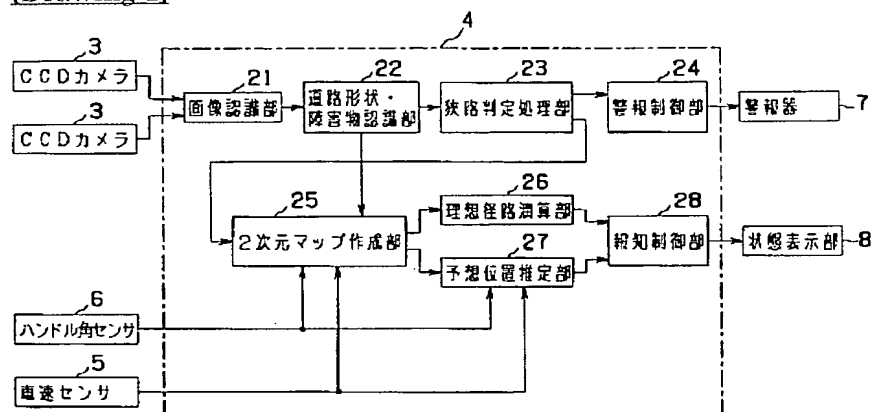 4
3
CCDカメラ
3
CCDカメラ
21
画像認識部
22
道路形状・
障害物認識部
23
狭路判定処理部
24
警報制御部
警報器
7
25
2次元マップ作成部
26
理想径路演算部
27
予想位置推定部
28
報知制御部
状態表示部
8
6
ハンドル角センサ
5
車速センサ